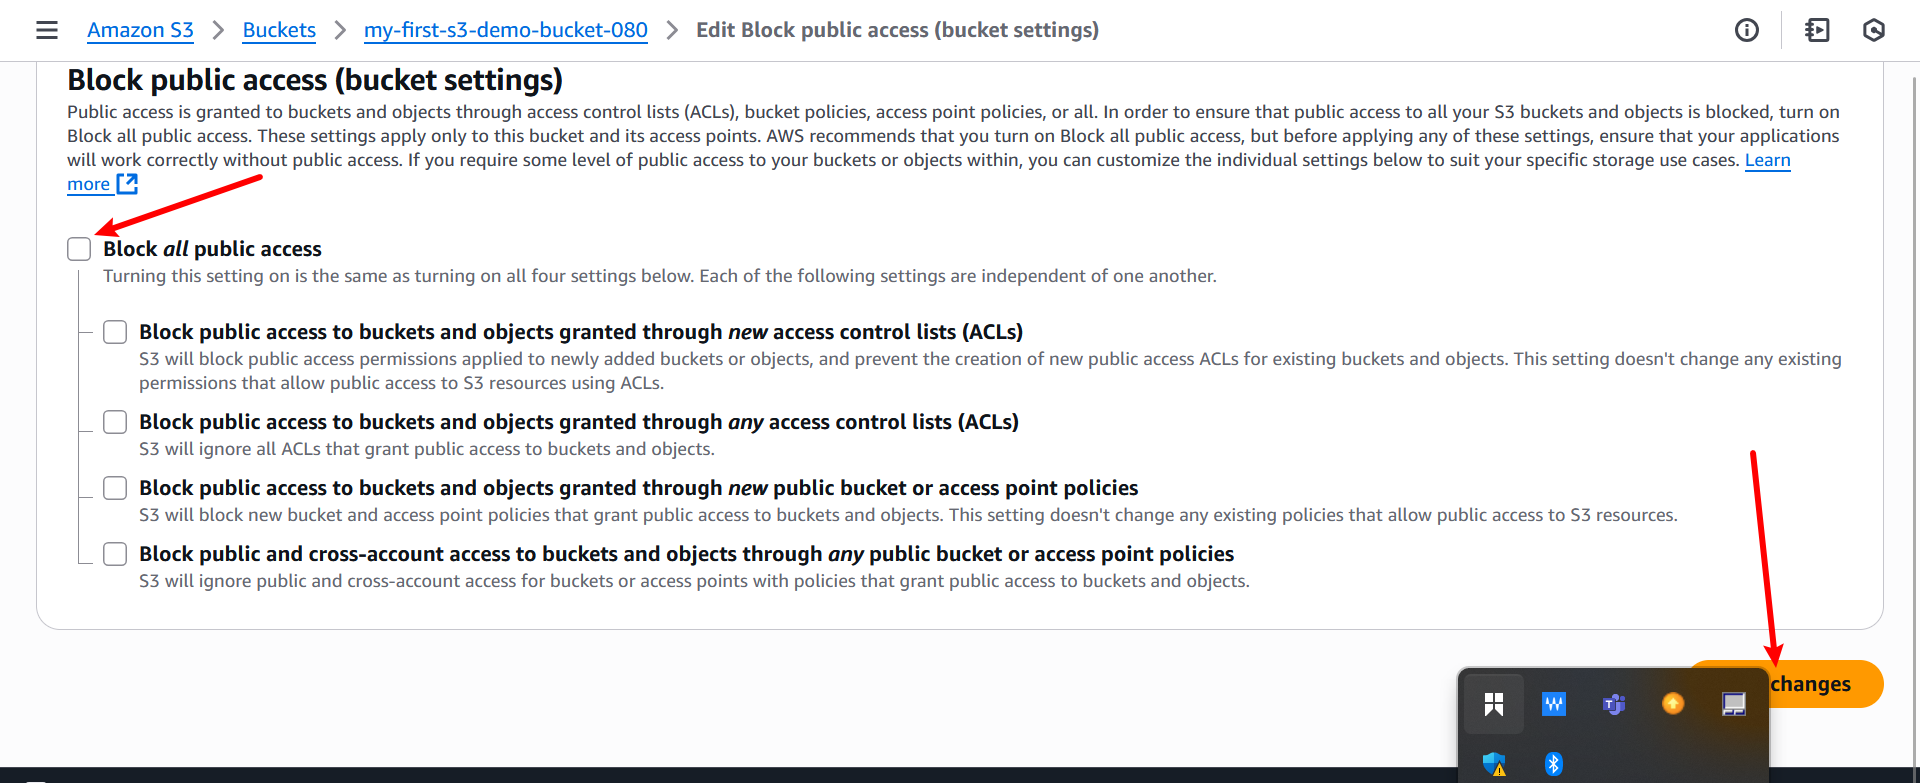 Amazon S3 > Buckets > my-first-s3-demo-bucket-080 > Edit Block public access (bucket settings)
Block public access (bucket settings)
Public access is granted to buckets and objects through access control lists (ACLs), bucket policies, access point policies, or all. In order to ensure that public access to all your S3 buckets and objects is blocked, turn on
Block all public access. These settings apply only to this bucket and its access points. AWS recommends that you turn on Block all public access, but before applying any of these settings, ensure that your applications
will work correctly without public access. If you require some level of public access to your buckets or objects within, you can customize the individual settings below to suit your specific storage use cases. Learn
more
Block all public access
Turning this setting on is the same as turning on all four settings below. Each of the following settings are independent of one another.
Block public access to buckets and objects granted through new access control lists (ACLs)
S3 will block public access permissions applied to newly added buckets or objects, and prevent the creation of new public access ACLs for existing buckets and objects. This setting doesn't change any existing
permissions that allow public access to S3 resources using ACLs.
Block public access to buckets and objects granted through any access control lists (ACLs)
S3 will ignore all ACLs that grant public access to buckets and objects.
Block public access to buckets and objects granted through new public bucket or access point policies
S3 will block new bucket and access point policies that grant public access to buckets and objects. This setting doesn't change any existing policies that allow public access to S3 resources.
Block public and cross-account access to buckets and objects through any public bucket or access point policies
S3 will ignore public and cross-account access for buckets or access points with policies that grant public access to buckets and objects.
changes